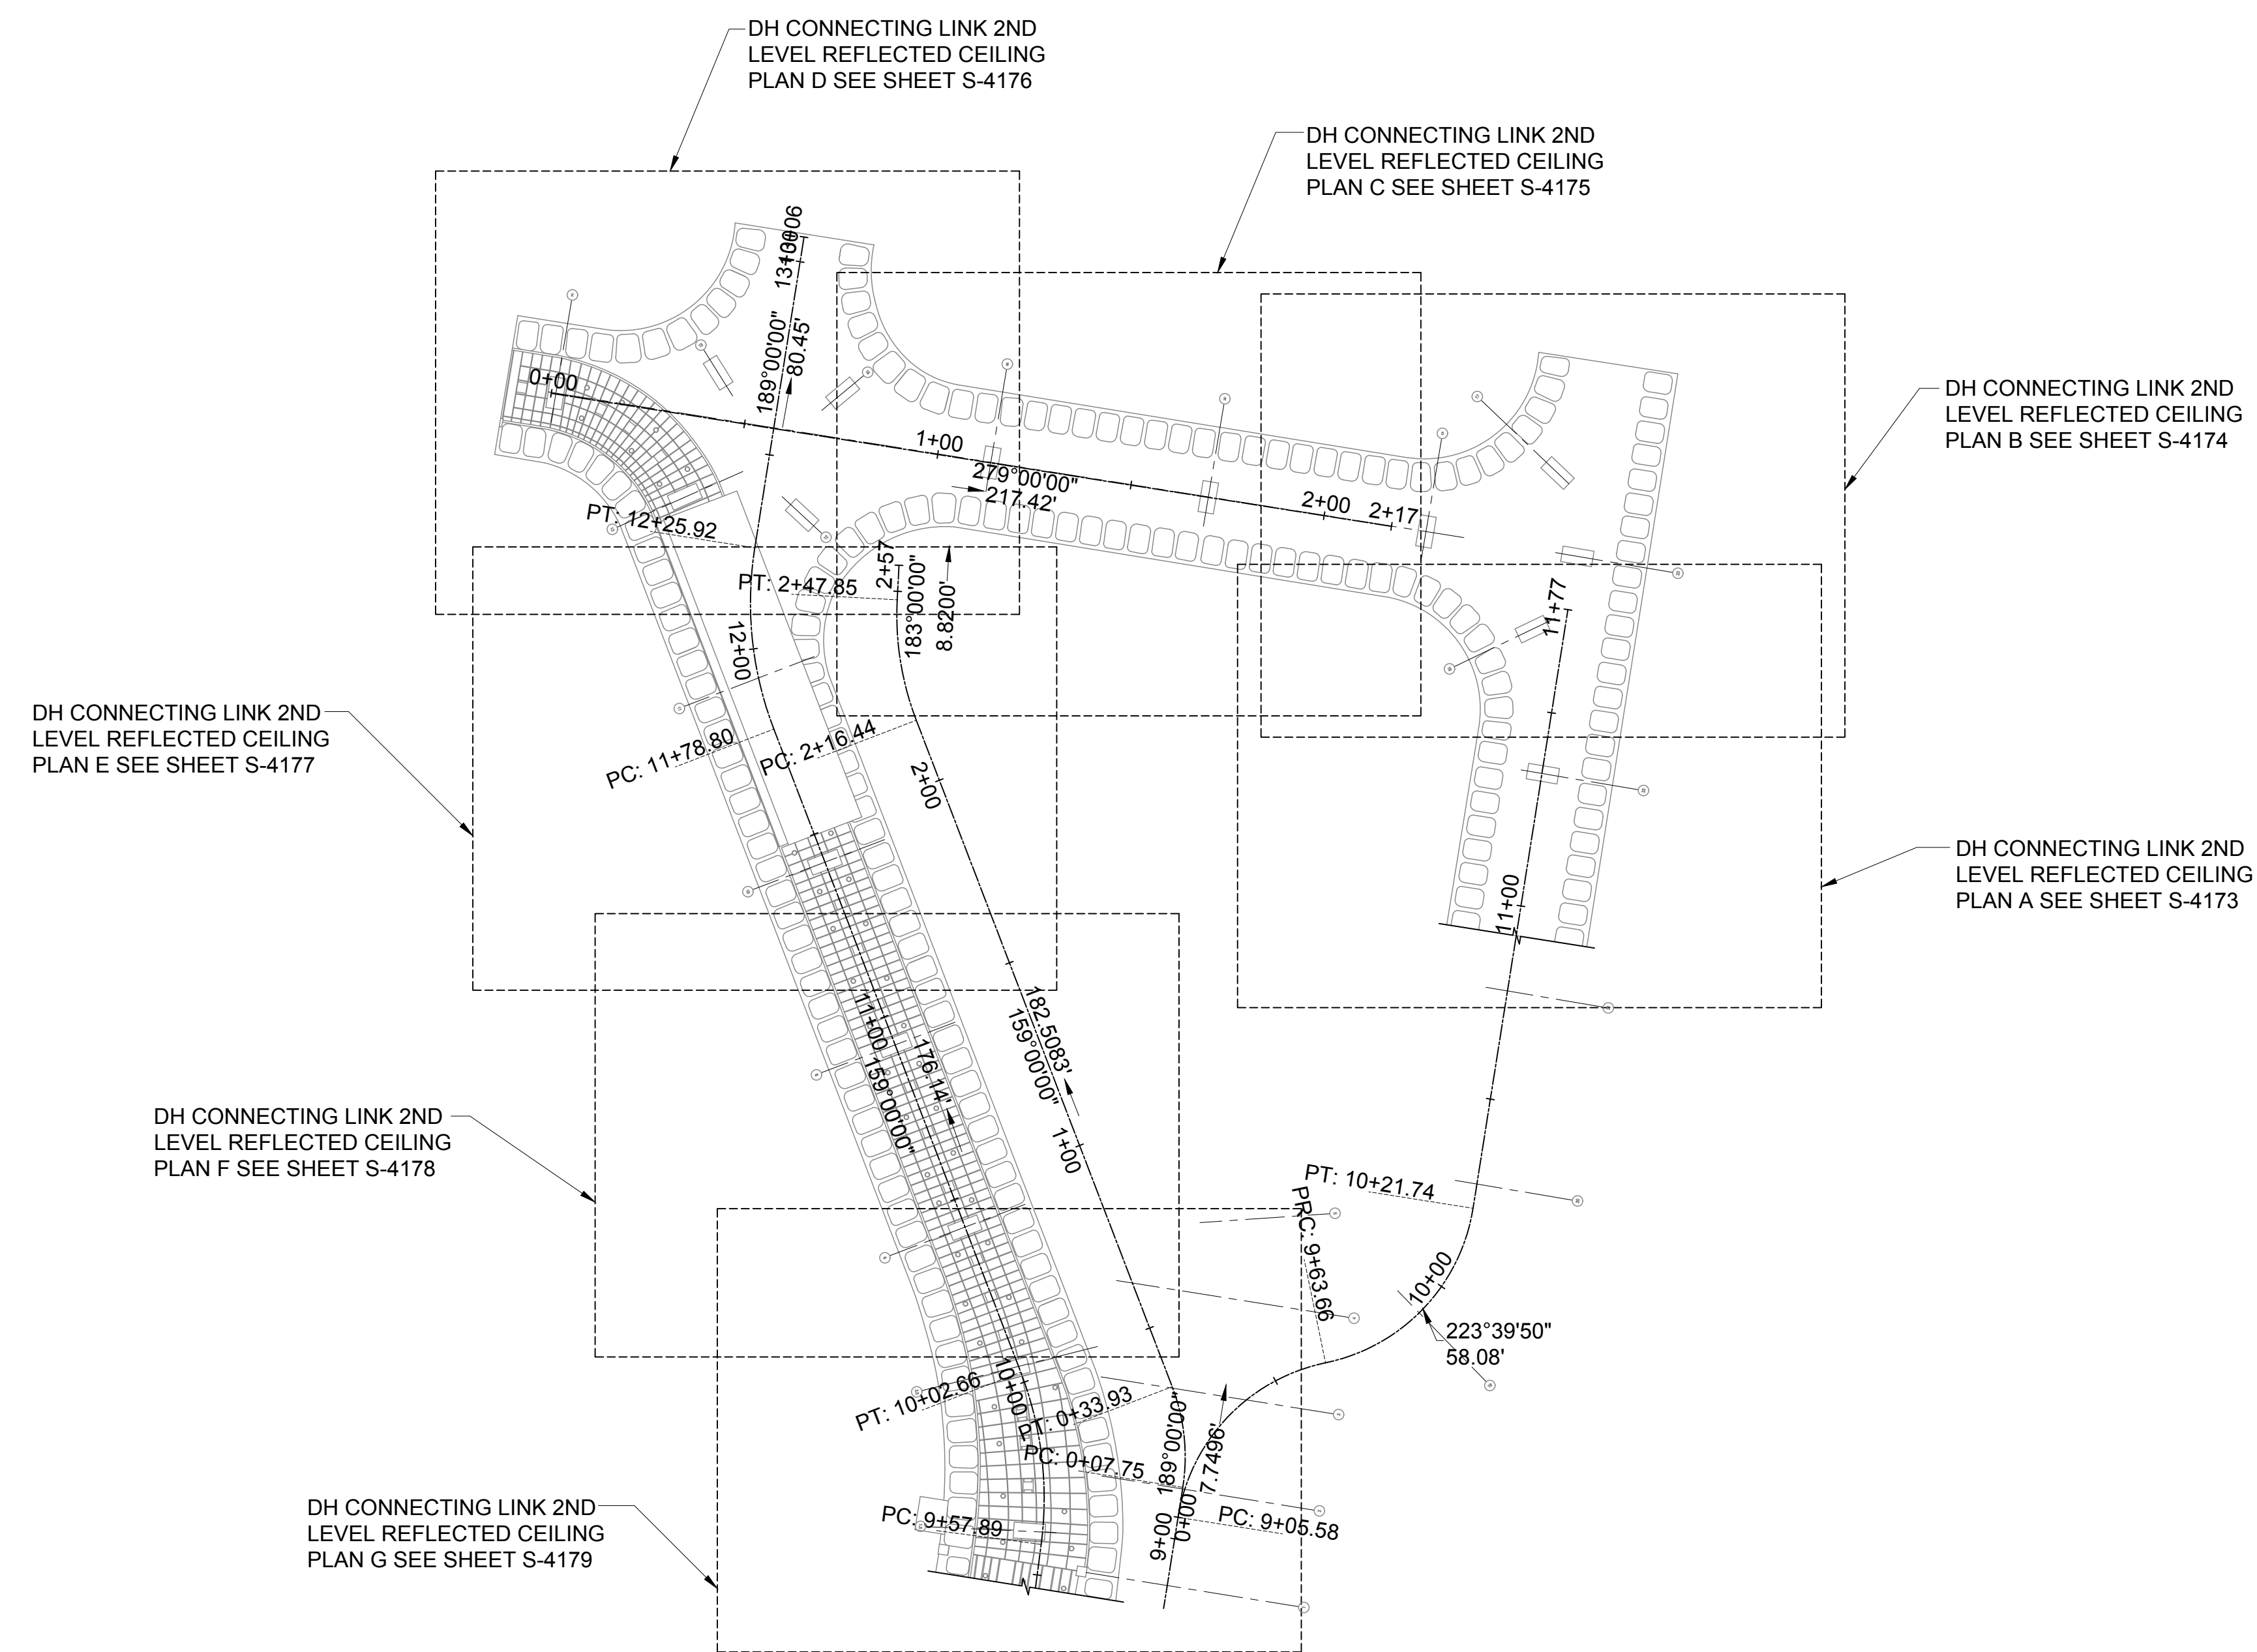 DH CONNECTING LINK 2ND
LEVEL REFLECTED CEILING
PLAN D SEE SHEET S-4176
DH CONNECTING LINK 2ND
LEVEL REFLECTED CEILING
PLAN C SEE SHEET S-4175
DH CONNECTING LINK 2ND
LEVEL REFLECTED CEILING
PLAN B SEE SHEET S-4174
DH CONNECTING LINK 2ND
LEVEL REFLECTED CEILING
PLAN E SEE SHEET S-4177
DH CONNECTING LINK 2ND
LEVEL REFLECTED CEILING
PLAN A SEE SHEET S-4173
DH CONNECTING LINK 2ND
LEVEL REFLECTED CEILING
PLAN F SEE SHEET S-4178
DH CONNECTING LINK 2ND
LEVEL REFLECTED CEILING
PLAN G SEE SHEET S-4179
189°00'00"
80.45'
0+00
1+00
279°00'00"
217.42'
2+00
2+17
PT: 12+25.92
PT: 2+47.85
2+57
183°00'00"
8.8200'
12+00
11+77
PC: 11+78.80
PC: 2+16.44
2+00
11+00
11+00
176.14'
159°00'00"
182.5083'
159°00'00"
1+00
PT: 10+21.74
PRC: 9+63.66
10+00
223°39'50"
58.08'
10+00
PT: 10+02.66
PT: 0+33.93
PC: 0+07.75
189°00'00"
7.7496'
PC: 9+57.89
9+00
0+00
PC: 9+05.58